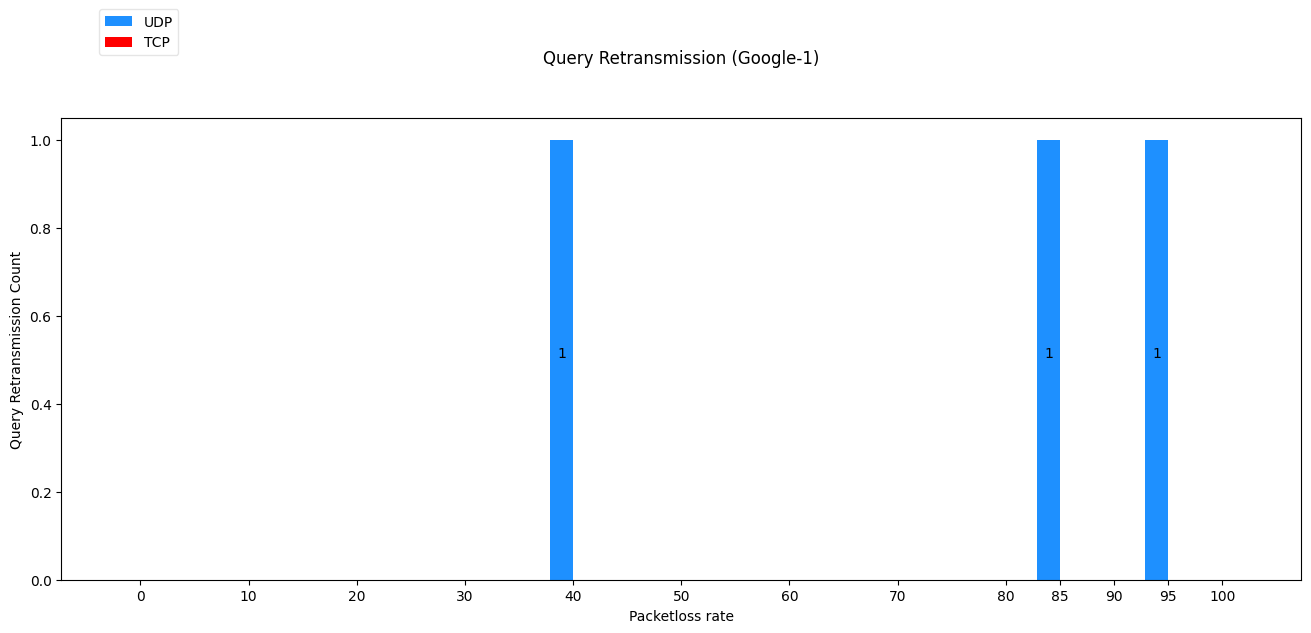 UDP
TCP
Query Retransmission (Google-1)
Query Retransmission Count
1.0
0.8
0.6
0.4
0.2
0.0
1 1 1
0 10 20 30 40 50 60 70 80 85 90 95 100
Packetloss rate